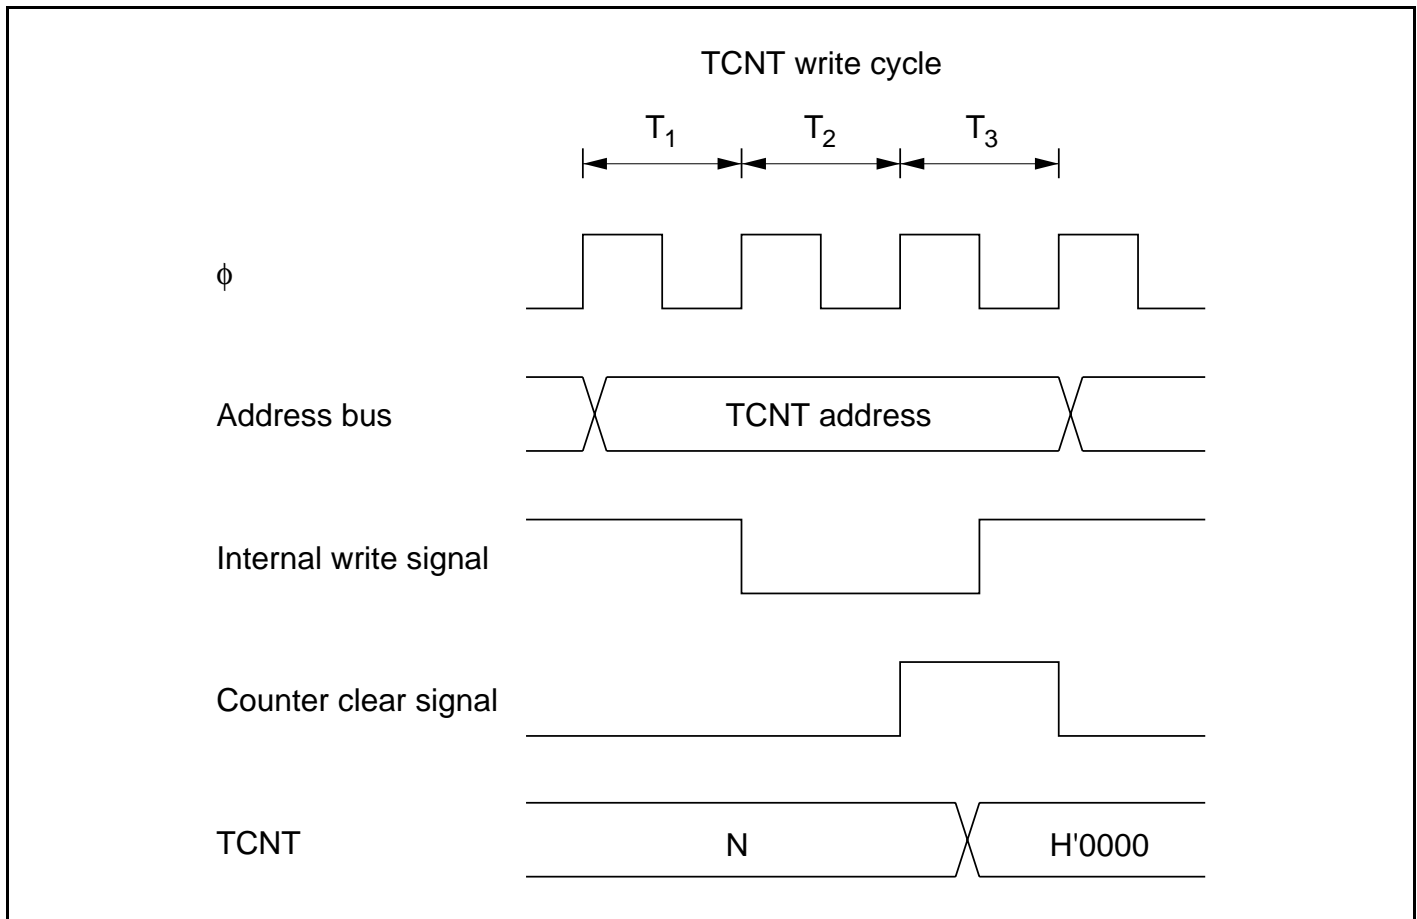 TCNT write cycle
T1 T2 T3
ϕ
Address bus TCNT address
Internal write signal
Counter clear signal
TCNT N H'0000